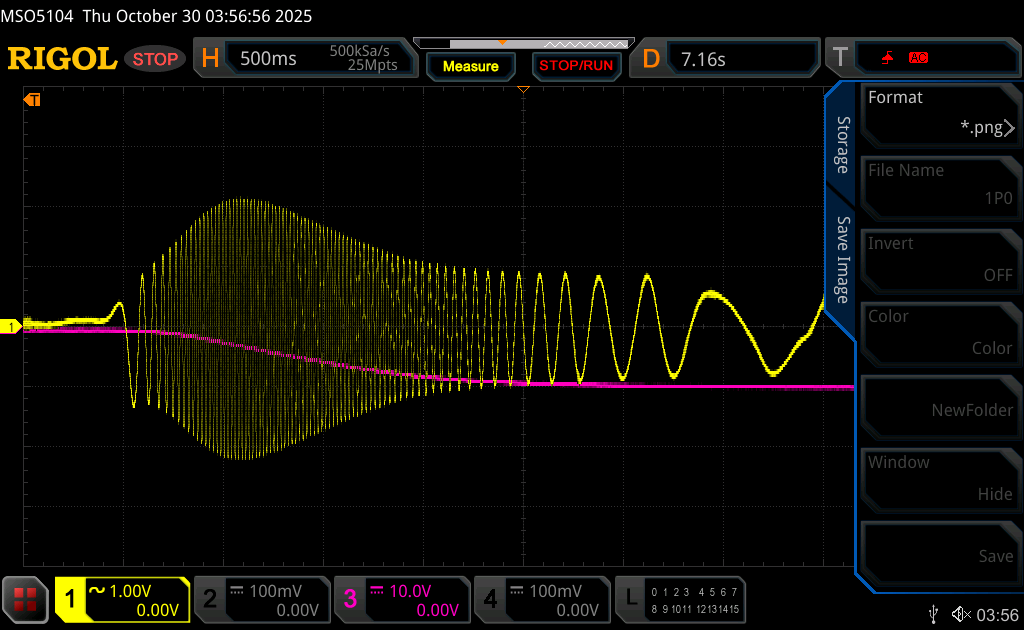 MSO5104 Thu October 30 03:56:56 2025
RIGOL STOP H 500ms 500kSa/s 25Mpts Measure STOP/RUN D 7.16s T AC
T
Storage
Save Image
Format
*.png
File Name
1P0
Invert
OFF
Color
Color
NewFolder
Window
Hide
Save
1
1 1.00V 0.00V
2 100mV 0.00V
3 10.0V 0.00V
4 100mV 0.00V
L 0 1 2 3 4 5 6 7
8 9 10 11 12 13 14 15
03:56